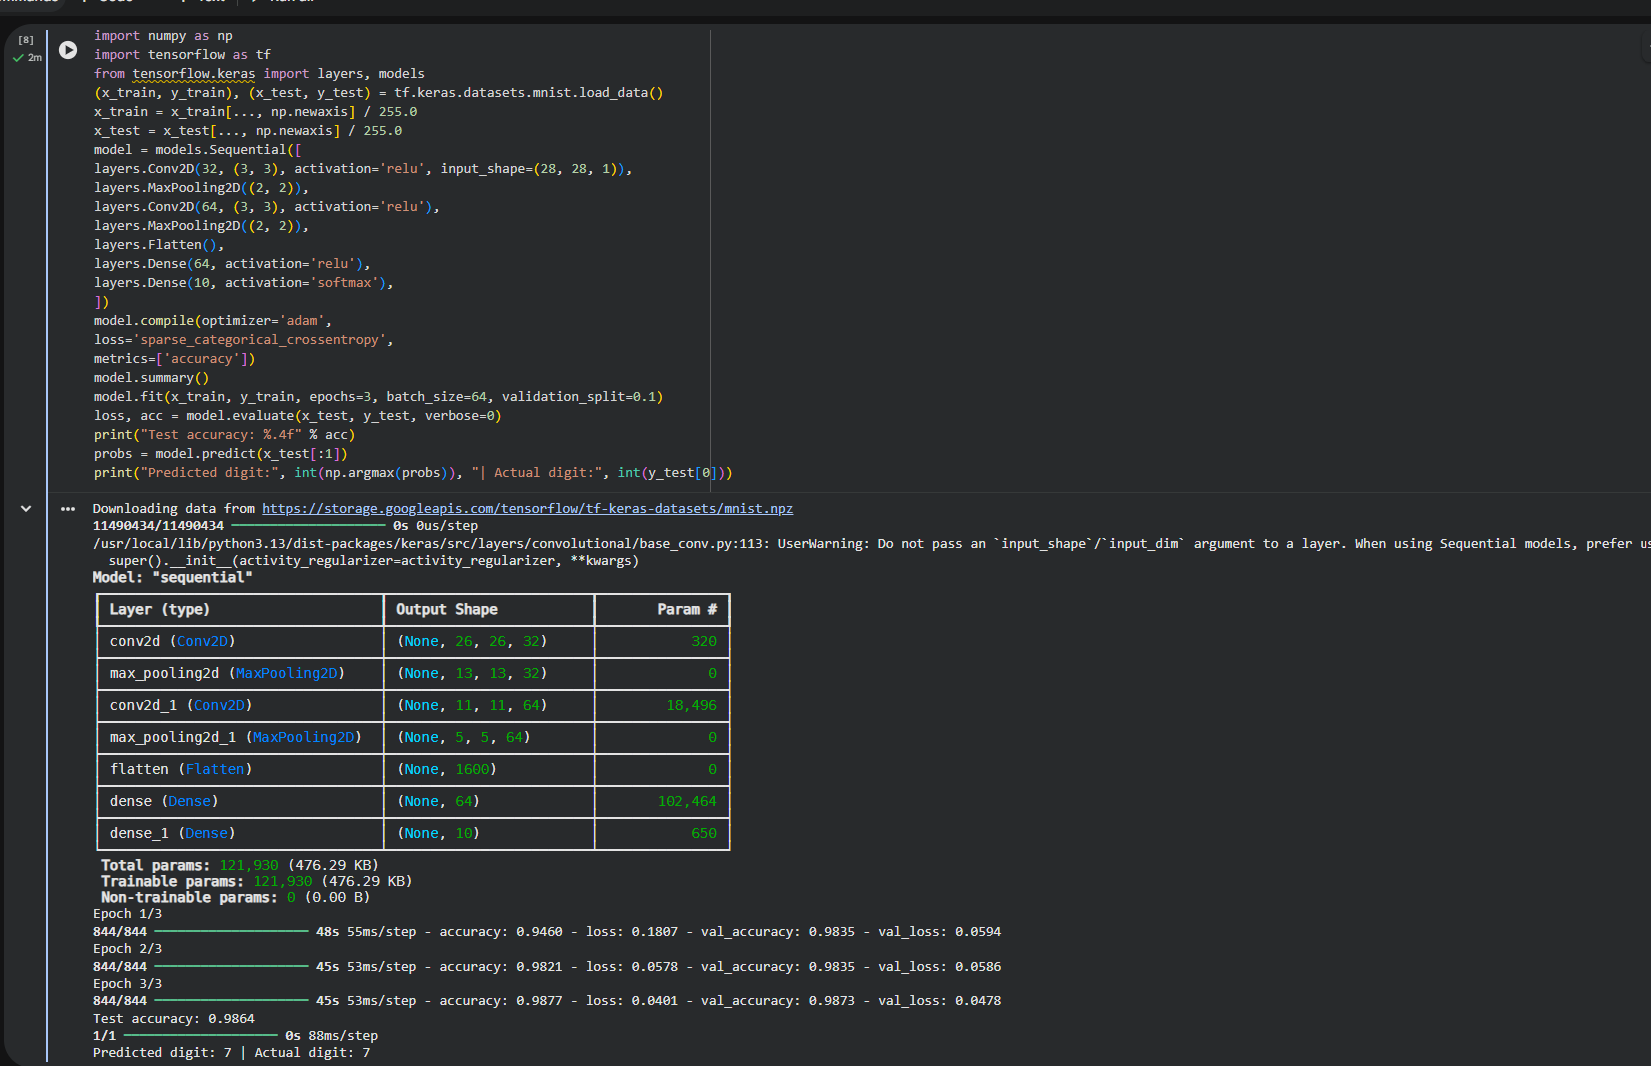 [8]
2m
import numpy as np
import tensorflow as tf
from tensorflow.keras import layers, models
(x_train, y_train), (x_test, y_test) = tf.keras.datasets.mnist.load_data()
x_train = x_train[..., np.newaxis] / 255.0
x_test = x_test[..., np.newaxis] / 255.0
model = models.Sequential([
layers.Conv2D(32, (3, 3), activation='relu', input_shape=(28, 28, 1)),
layers.MaxPooling2D((2, 2)),
layers.Conv2D(64, (3, 3), activation='relu'),
layers.MaxPooling2D((2, 2)),
layers.Flatten(),
layers.Dense(64, activation='relu'),
layers.Dense(10, activation='softmax'),
])
model.compile(optimizer='adam',
loss='sparse_categorical_crossentropy',
metrics=['accuracy'])
model.summary()
model.fit(x_train, y_train, epochs=3, batch_size=64, validation_split=0.1)
loss, acc = model.evaluate(x_test, y_test, verbose=0)
print("Test accuracy: %.4f" % acc)
probs = model.predict(x_test[:1])
print("Predicted digit:", int(np.argmax(probs)), "| Actual digit:", int(y_test[0]))
Downloading data from https://storage.googleapis.com/tensorflow/tf-keras-datasets/mnist.npz
11490434/11490434 0s 0us/step
/usr/local/lib/python3.13/dist-packages/keras/src/layers/convolutional/base_conv.py:113: UserWarning: Do not pass an `input_shape`/`input_dim` argument to a layer. When using Sequential models, prefer
super().__init__(activity_regularizer=activity_regularizer, **kwargs)
Model: "sequential"
Layer (type) Output Shape Param #
conv2d (Conv2D) (None, 26, 26, 32) 320
max_pooling2d (MaxPooling2D) (None, 13, 13, 32) 0
conv2d_1 (Conv2D) (None, 11, 11, 64) 18,496
max_pooling2d_1 (MaxPooling2D) (None, 5, 5, 64) 0
flatten (Flatten) (None, 1600) 0
dense (Dense) (None, 64) 102,464
dense_1 (Dense) (None, 10) 650
Total params: 121,930 (476.29 KB)
Trainable params: 121,930 (476.29 KB)
Non-trainable params: 0 (0.00 B)
Epoch 1/3
844/844 48s 55ms/step - accuracy: 0.9460 - loss: 0.1807 - val_accuracy: 0.9835 - val_loss: 0.0594
Epoch 2/3
844/844 45s 53ms/step - accuracy: 0.9821 - loss: 0.0578 - val_accuracy: 0.9835 - val_loss: 0.0586
Epoch 3/3
844/844 45s 53ms/step - accuracy: 0.9877 - loss: 0.0401 - val_accuracy: 0.9873 - val_loss: 0.0478
Test accuracy: 0.9864
1/1 0s 88ms/step
Predicted digit: 7 | Actual digit: 7